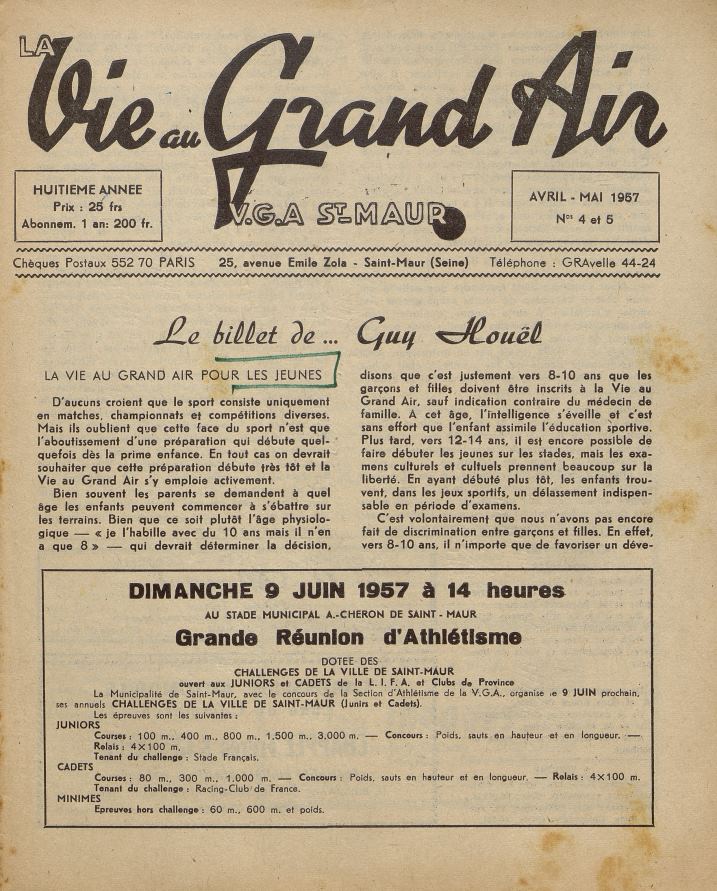 LA
Vie au Grand Air
V.G.A ST MAUR
HUITIEME ANNEE
Prix : 25 frs
Abonnem. 1 an: 200 fr.
AVRIL - MAI 1957
Nos 4 et 5
Chèques Postaux 552 70 PARIS 25, avenue Emile Zola - Saint-Maur (Seine) Téléphone : GRAvelle 44-24
Le billet de ... Guy Houël
LA VIE AU GRAND AIR POUR LES JEUNES
D'aucuns croient que le sport consiste uniquement
en matches, championnats et compétitions diverses.
Mais ils oublient que cette face du sport n'est que
l'aboutissement d'une préparation qui débute quel-
quefois dès la prime enfance. En tout cas on devrait
souhaiter que cette préparation débute très tôt et la
Vie au Grand Air s'y emploie activement.
Bien souvent les parents se demandent à quel
âge les enfants peuvent commencer à s'ébattre sur
les terrains. Bien que ce soit plutôt l'âge physiolo-
gique — « je l'habille avec du 10 ans mais il n'en
a que 8 » — qui devrait déterminer la décision,
disons que c'est justement vers 8-10 ans que les
garçons et filles doivent être inscrits à la Vie au
Grand Air, sauf indication contraire du médecin de
famille. A cet âge, l'intelligence s'éveille et c'est
sans effort que l'enfant assimile l'éducation sportive.
Plus tard, vers 12-14 ans, il est encore possible de
faire débuter les jeunes sur les stades, mais les exa-
mens culturels et cultuels prennent beaucoup sur la
liberté. En ayant débuté plus tôt, les enfants trou-
vent, dans les jeux sportifs, un délassement indispen-
sable en période d'examens.
C'est volontairement que nous n'avons pas encore
fait de discrimination entre garçons et filles. En effet,
vers 8-10 ans, il n'importe que de favoriser un déve-
DIMANCHE 9 JUIN 1957 à 14 heures
AU STADE MUNICIPAL A.-CHERON DE SAINT - MAUR
Grande Réunion d'Athlétisme
DOTEE DES
CHALLENGES DE LA VILLE DE SAINT-MAUR
ouvert aux JUNIORS et CADETS de la L. I. F. A. et Clubs de Province
La Municipalité de Saint-Maur, avec le concours de la Section d'Athlétisme de la V.G.A., organise le 9 JUIN prochain,
ses annuels CHALLENGES DE LA VILLE DE SAINT-MAUR (Junirs et Cadets).
Les épreuves sont les suivantes :
JUNIORS
Courses : 100 m., 400 m., 800 m., 1.500 m., 3.000 m. — Concours : Poids, sauts en hauteur et en longueur. —
Relais : 4×100 m.
Tenant du challenge : Stade Français.
CADETS
Courses : 80 m., 300 m., 1.000 m. — Concours : Poids, sauts en hauteur et en longueur. — Relais : 4×100 m.
Tenant du challenge : Racing-Club de France.
MINIMES
Epreuves hors challenge : 60 m., 600 m. et poids.